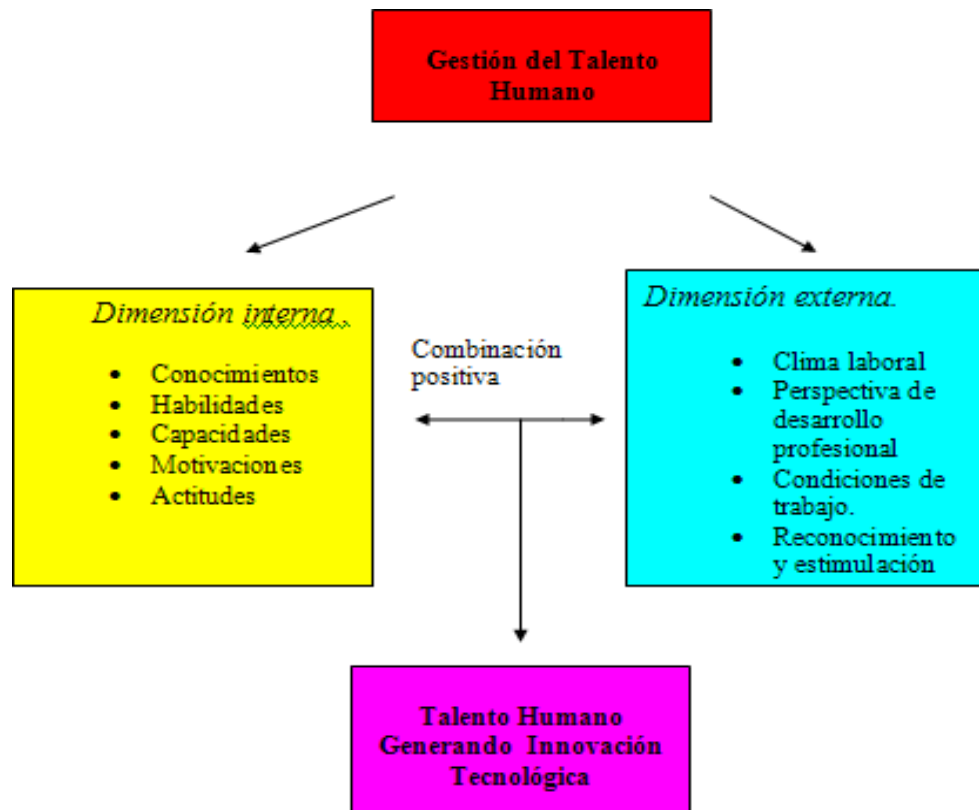 Gestión del Talento
Humano
Dimensión interna .
• Conocimientos
• Habilidades
• Capacidades
• Motivaciones
• Actitudes
Combinación
positiva
Dimensión externa.
• Clima laboral
• Perspectiva de
desarrollo
profesional
• Condiciones de
trabajo.
• Reconocimiento
y estimulación
Talento Humano
Generando Innovación
Tecnológica